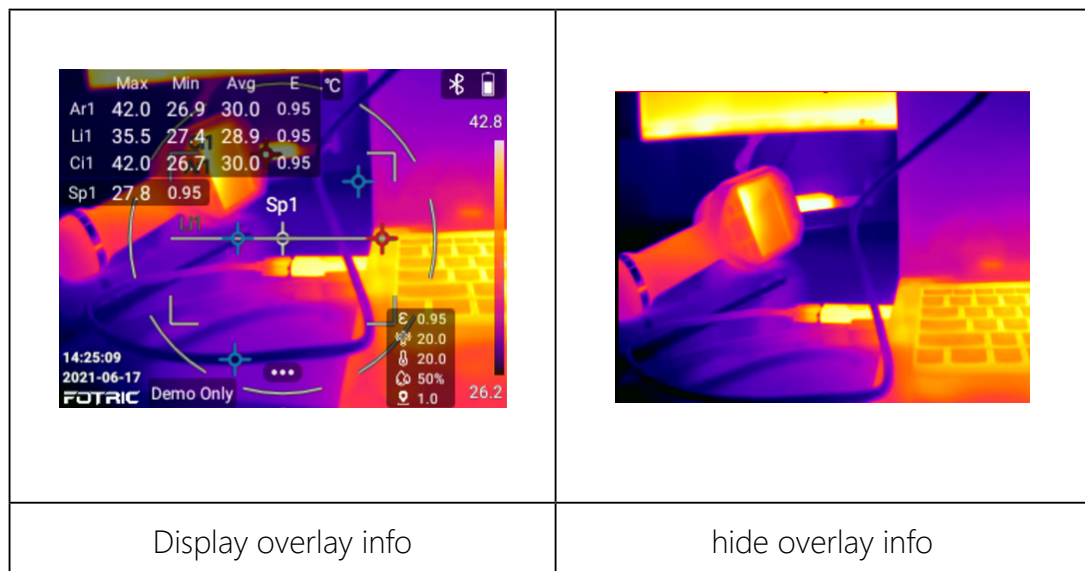 Max Min Avg E °C
Ar1 42.0 26.9 30.0 0.95
Li1 35.5 27.4 28.9 0.95
Ci1 42.0 26.7 30.0 0.95
Sp1 27.8 0.95
42.8
Sp1
Li1
ε 0.95
20.0
20.0
50%
1.0
14:25:09
2021-06-17
FOTRIC
Demo Only
26.2
Display overlay info
hide overlay info